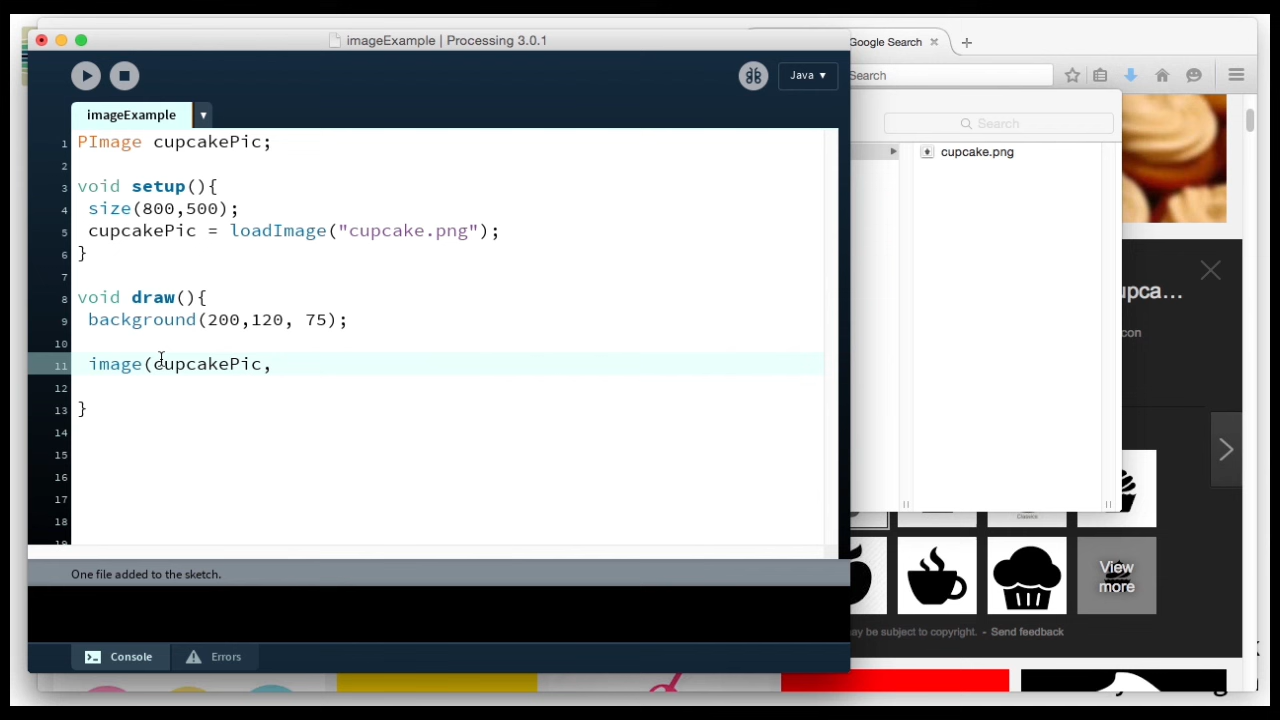 imageExample | Processing 3.0.1
Google Search
Java ▾
Search
imageExample
Search
1 PImage cupcakePic;
2
3 void setup(){
4 size(800,500);
5 cupcakePic = loadImage("cupcake.png");
6 }
7
8 void draw(){
9 background(200,120, 75);
10
11 image(cupcakePic,
12
13 }
14
15
16
17
18
cupcake.png
upca...
con
Classics
View
more
may be subject to copyright. - Send feedback
One file added to the sketch.
Console
Errors